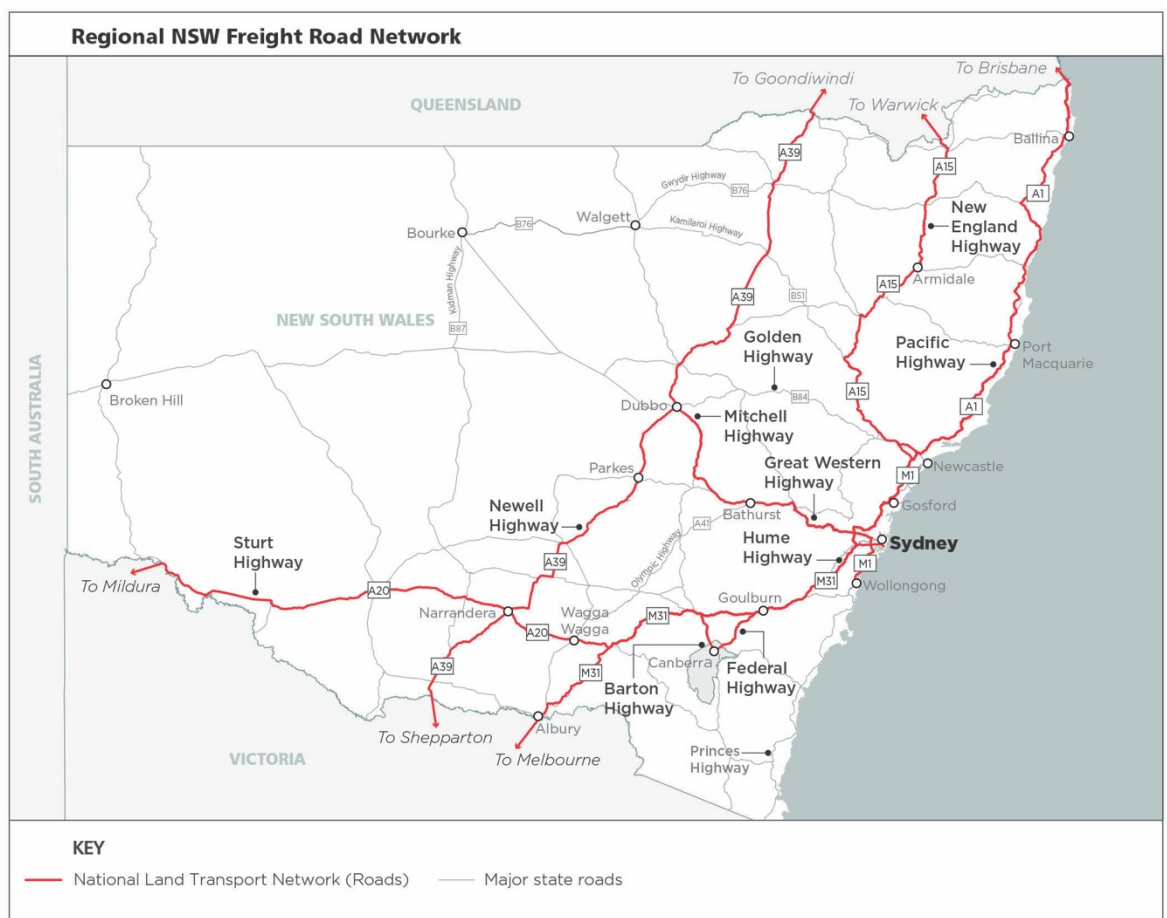 Regional NSW Freight Road Network
To Brisbane
To Goondiwindi
To Warwick
QUEENSLAND
Ballina
A39
A15
Gwydir Highway
B76
A1
New
England
Highway
Walgett
B76
Kamilaroi Highway
Bourke
Kidman Highway
Armidale
A15
A39
B51
NEW SOUTH WALES
B87
Golden
Highway
Pacific
Highway
Port
Macquarie
SOUTH AUSTRALIA
Broken Hill
A15
B84
Dubbo
A1
Mitchell
Highway
Great Western
Highway
Newcastle
Parkes
M1
Gosford
Newell
Highway
Bathurst
A41
Olympic Highway
Hume
Highway
Sydney
Sturt
Highway
A39
M1
To Mildura
M31
Wollongong
A20
Narrandera
Wagga
Wagga
Goulburn
M31
A20
A39
M31
Canberra
Barton
Highway
Federal
Highway
Albury
To Shepparton
To Melbourne
VICTORIA
Princes
Highway
KEY
National Land Transport Network (Roads)
Major state roads